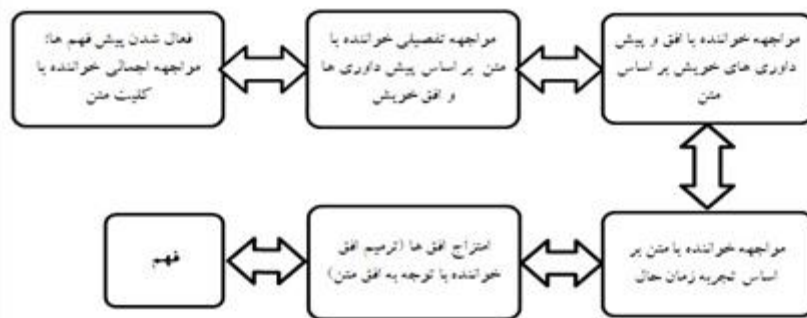 مواجهه خواننده با افق و پیش
داوری های خویش بر اساس
متن
مواجهه تفصیلی خواننده با
متن بر اساس پیش داوری ها
و افق خویش
فعال شدن پیش فهم ها؛
مواجهه اجمالی خواننده با
کلیت متن
مواجهه خواننده با متن بر
اساس تجربه زمان حال
امتزاج افق ها (ترمیم افق
خواننده با توجه به افق متن)
فهم